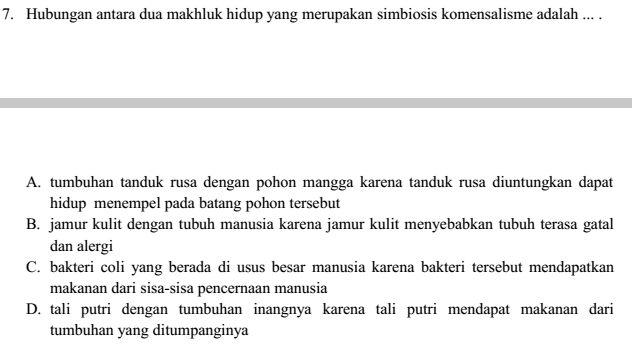 7. Hubungan antara dua makhluk hidup yang merupakan simbiosis komensalisme adalah ... .
A. tumbuhan tanduk rusa dengan pohon mangga karena tanduk rusa diuntungkan dapat
hidup menempel pada batang pohon tersebut
B. jamur kulit dengan tubuh manusia karena jamur kulit menyebabkan tubuh terasa gatal
dan alergi
C. bakteri coli yang berada di usus besar manusia karena bakteri tersebut mendapatkan
makanan dari sisa-sisa pencernaan manusia
D. tali putri dengan tumbuhan inangnya karena tali putri mendapat makanan dari
tumbuhan yang ditumpanginya